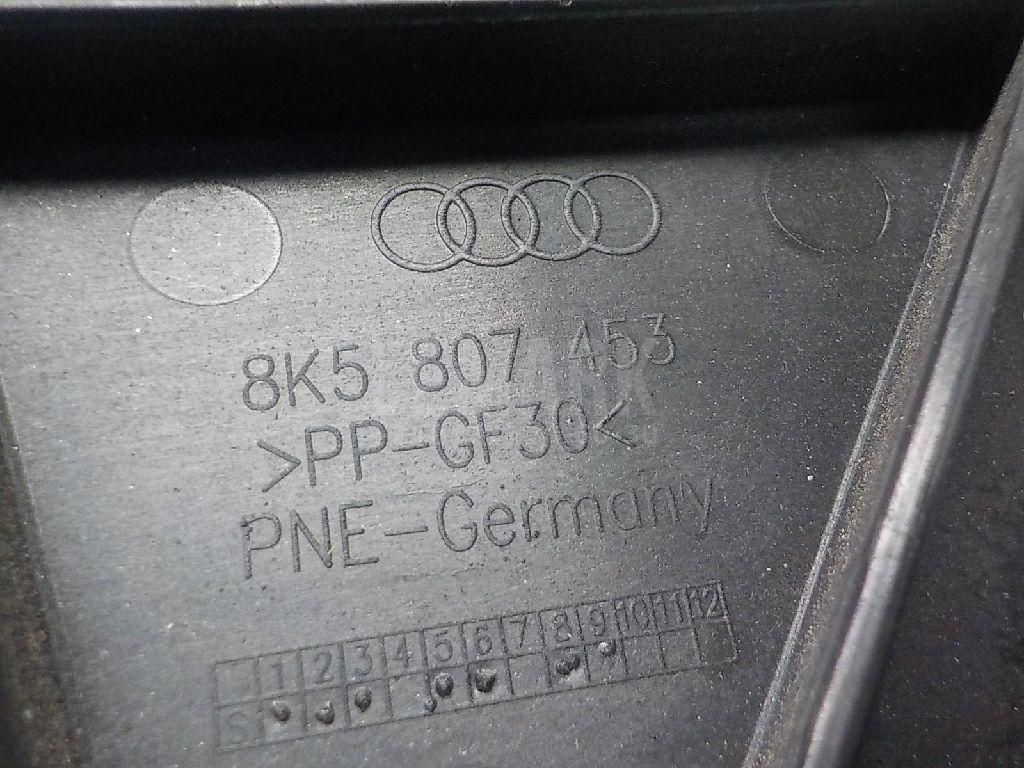 8K5 807 453
>PP-GF30<
PNE-Germany
1 2 3 4 5 6 7 8 9 10 11 12
S